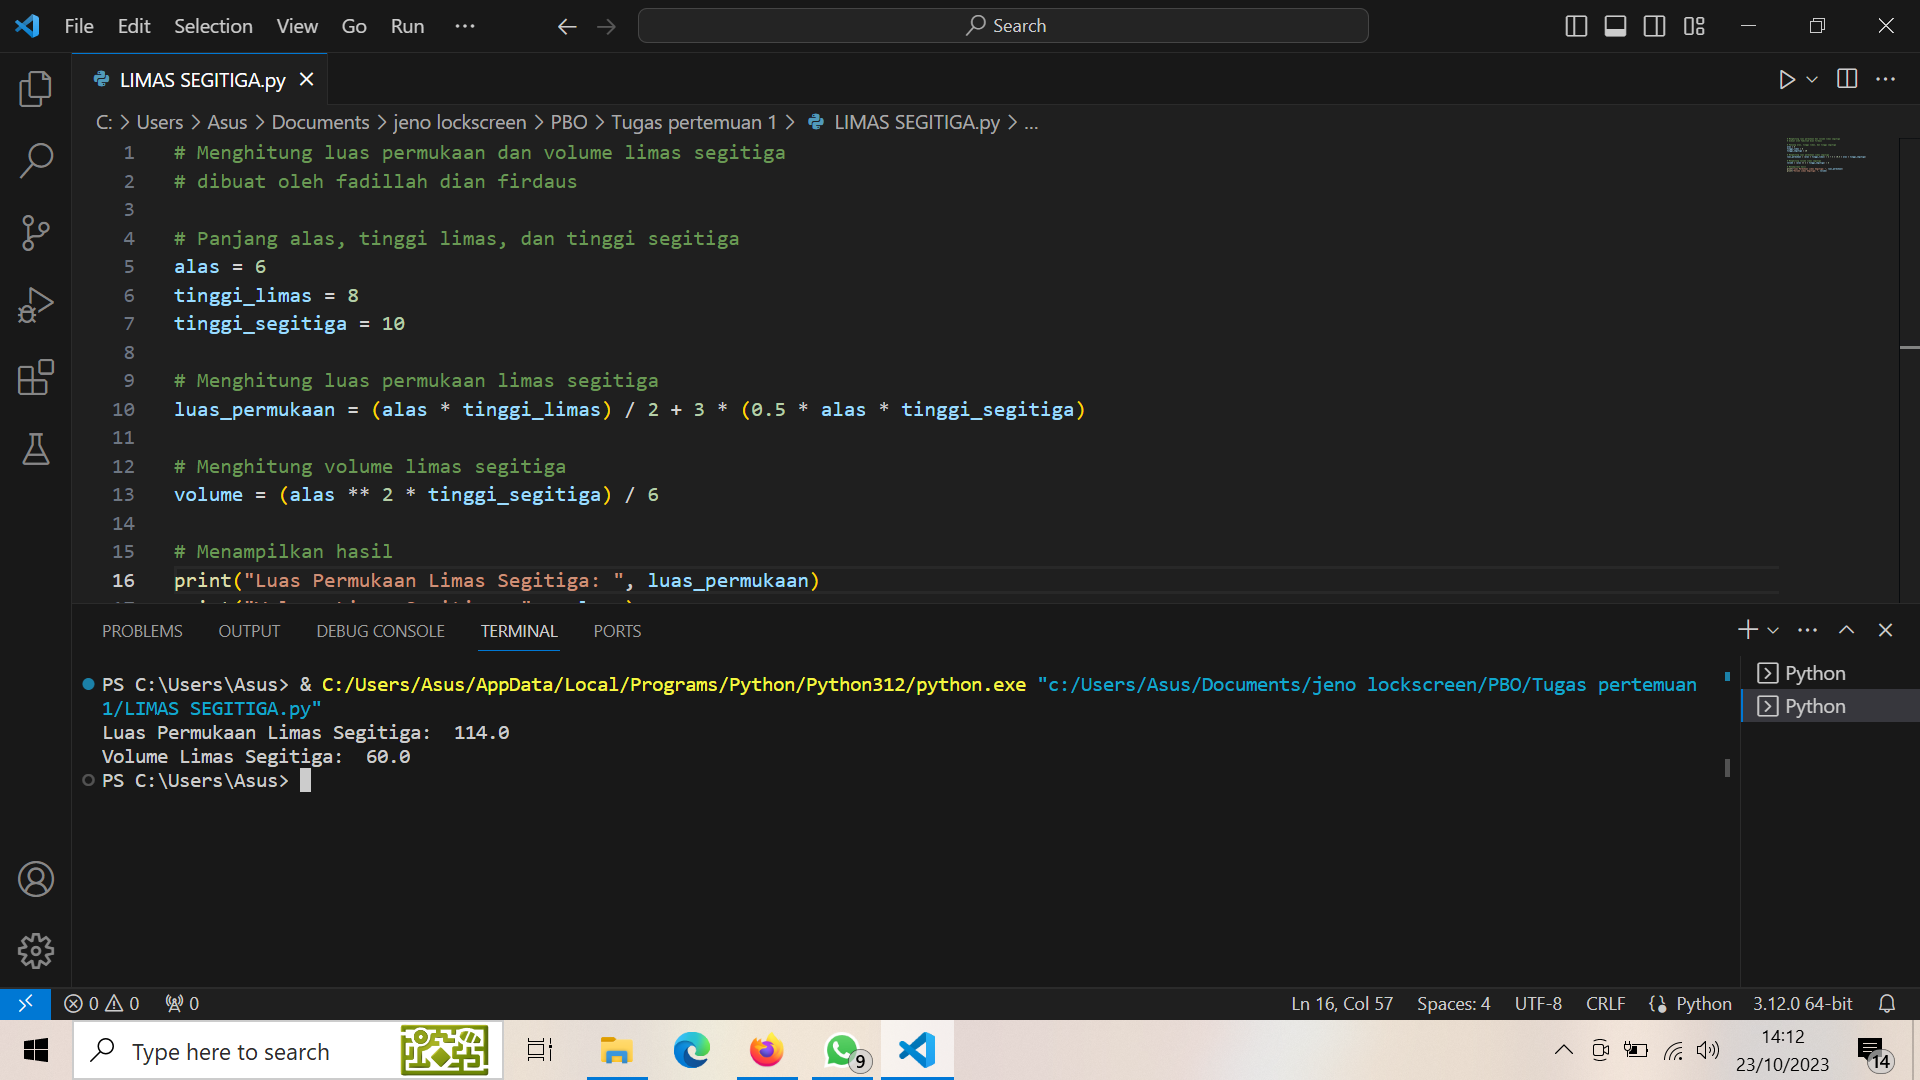 File Edit Selection View Go Run ... Search
LIMAS SEGITIGA.py
C: > Users > Asus > Documents > jeno lockscreen > PBO > Tugas pertemuan 1 > LIMAS SEGITIGA.py > ...
1 # Menghitung luas permukaan dan volume limas segitiga
2 # dibuat oleh fadillah dian firdaus
3
4 # Panjang alas, tinggi limas, dan tinggi segitiga
5 alas = 6
6 tinggi_limas = 8
7 tinggi_segitiga = 10
8
9 # Menghitung luas permukaan limas segitiga
10 luas_permukaan = (alas * tinggi_limas) / 2 + 3 * (0.5 * alas * tinggi_segitiga)
11
12 # Menghitung volume limas segitiga
13 volume = (alas ** 2 * tinggi_segitiga) / 6
14
15 # Menampilkan hasil
16 print("Luas Permukaan Limas Segitiga: ", luas_permukaan)
PROBLEMS OUTPUT DEBUG CONSOLE TERMINAL PORTS
PS C:\Users\Asus> & C:/Users/Asus/AppData/Local/Programs/Python/Python312/python.exe "c:/Users/Asus/Documents/jeno lockscreen/PBO/Tugas pertemuan
1/LIMAS SEGITIGA.py"
Luas Permukaan Limas Segitiga:  114.0
Volume Limas Segitiga:  60.0
PS C:\Users\Asus>
Python
Python
0 0 0 Ln 16, Col 57 Spaces: 4 UTF-8 CRLF Python 3.12.0 64-bit
Type here to search
9
14:12
23/10/2023
14